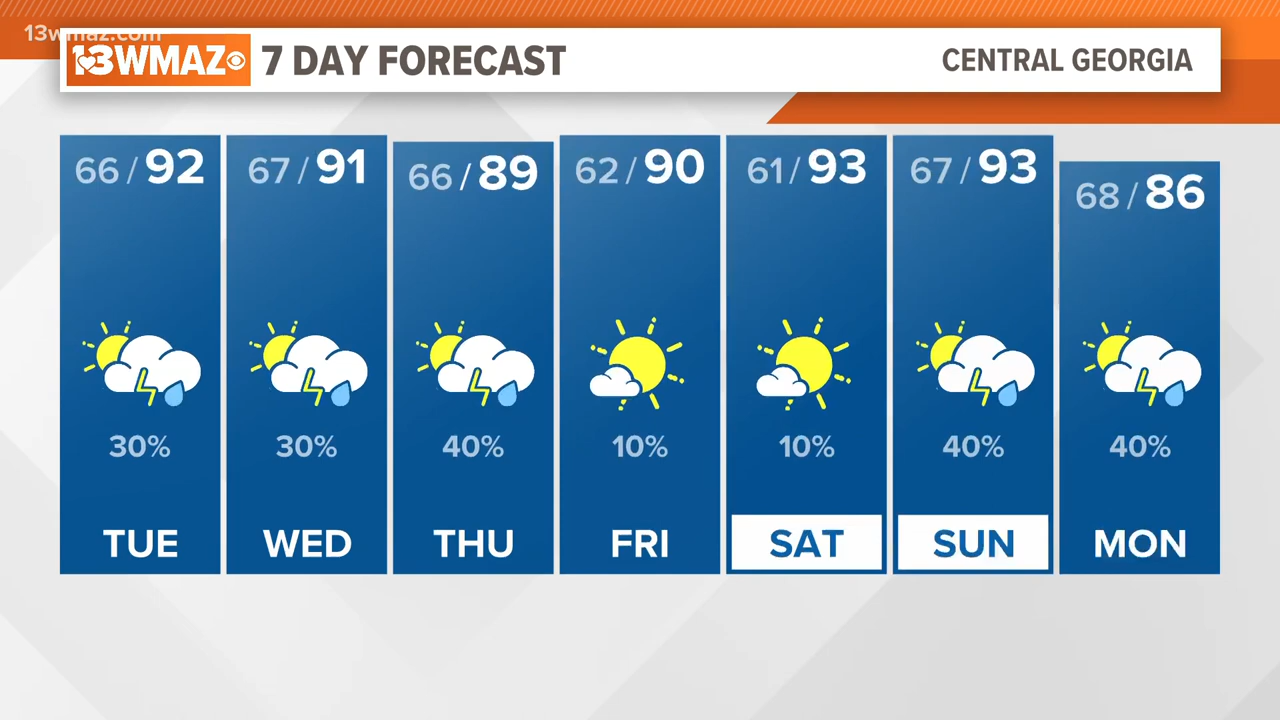 13wmaz.com
13WMAZ 7 DAY FORECAST CENTRAL GEORGIA
66 / 92 67 / 91 66 / 89 62 / 90 61 / 93 67 / 93 68 / 86
30% 30% 40% 10% 10% 40% 40%
TUE WED THU FRI SAT SUN MON